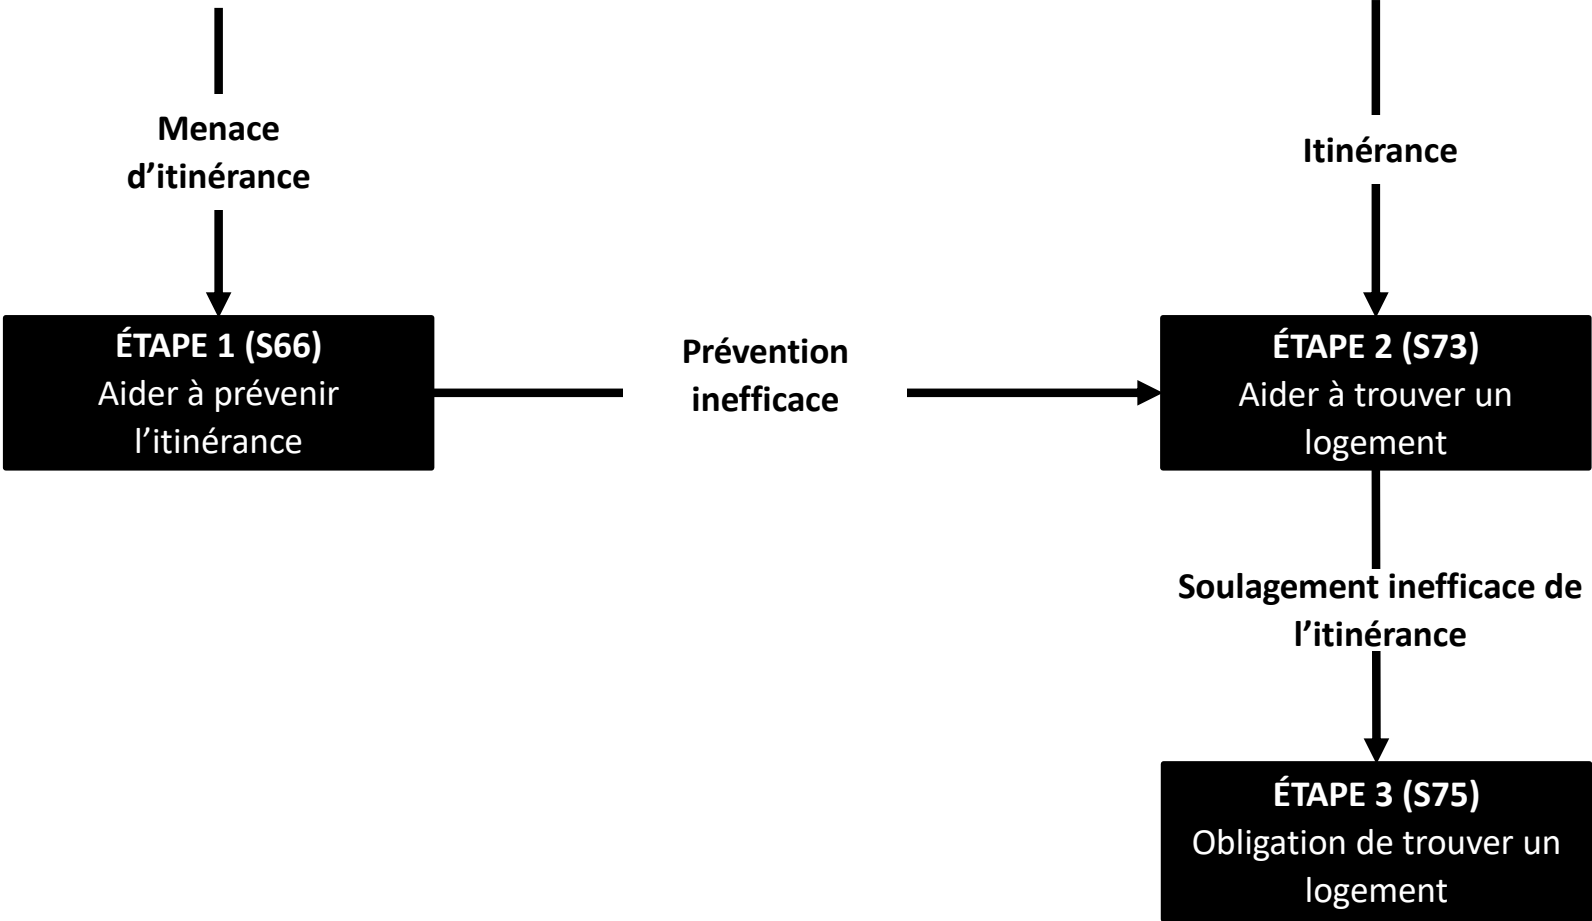 Menace
d’itinérance
Itinérance
ÉTAPE 1 (S66)
Aider à prévenir
l’itinérance
Prévention
inefficace
ÉTAPE 2 (S73)
Aider à trouver un
logement
Soulagement inefficace de
l’itinérance
ÉTAPE 3 (S75)
Obligation de trouver un
logement